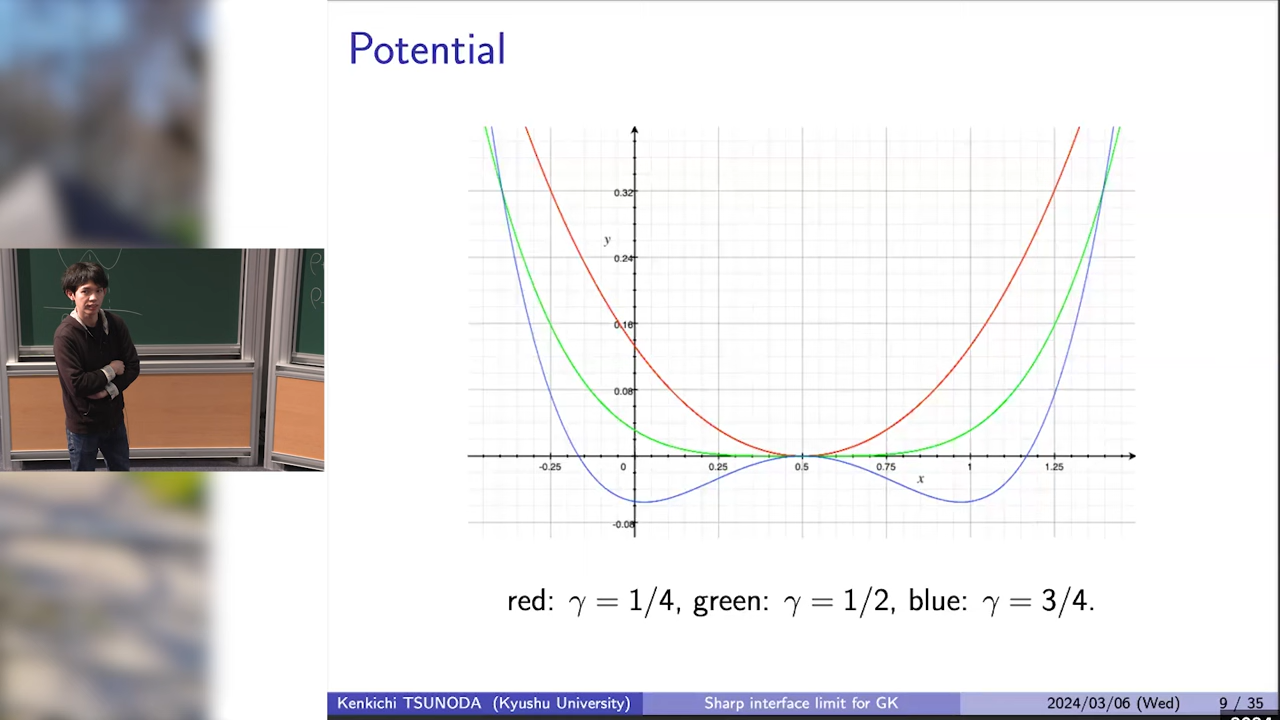 Potential
0.32
y
0.24
0.16
0.08
-0.25
0
0.25
0.5
0.75
1
1.25
x
-0.08
red: γ = 1/4, green: γ = 1/2, blue: γ = 3/4.
Kenkichi TSUNODA (Kyushu University) Sharp interface limit for GK 2024/03/06 (Wed) 9 / 35